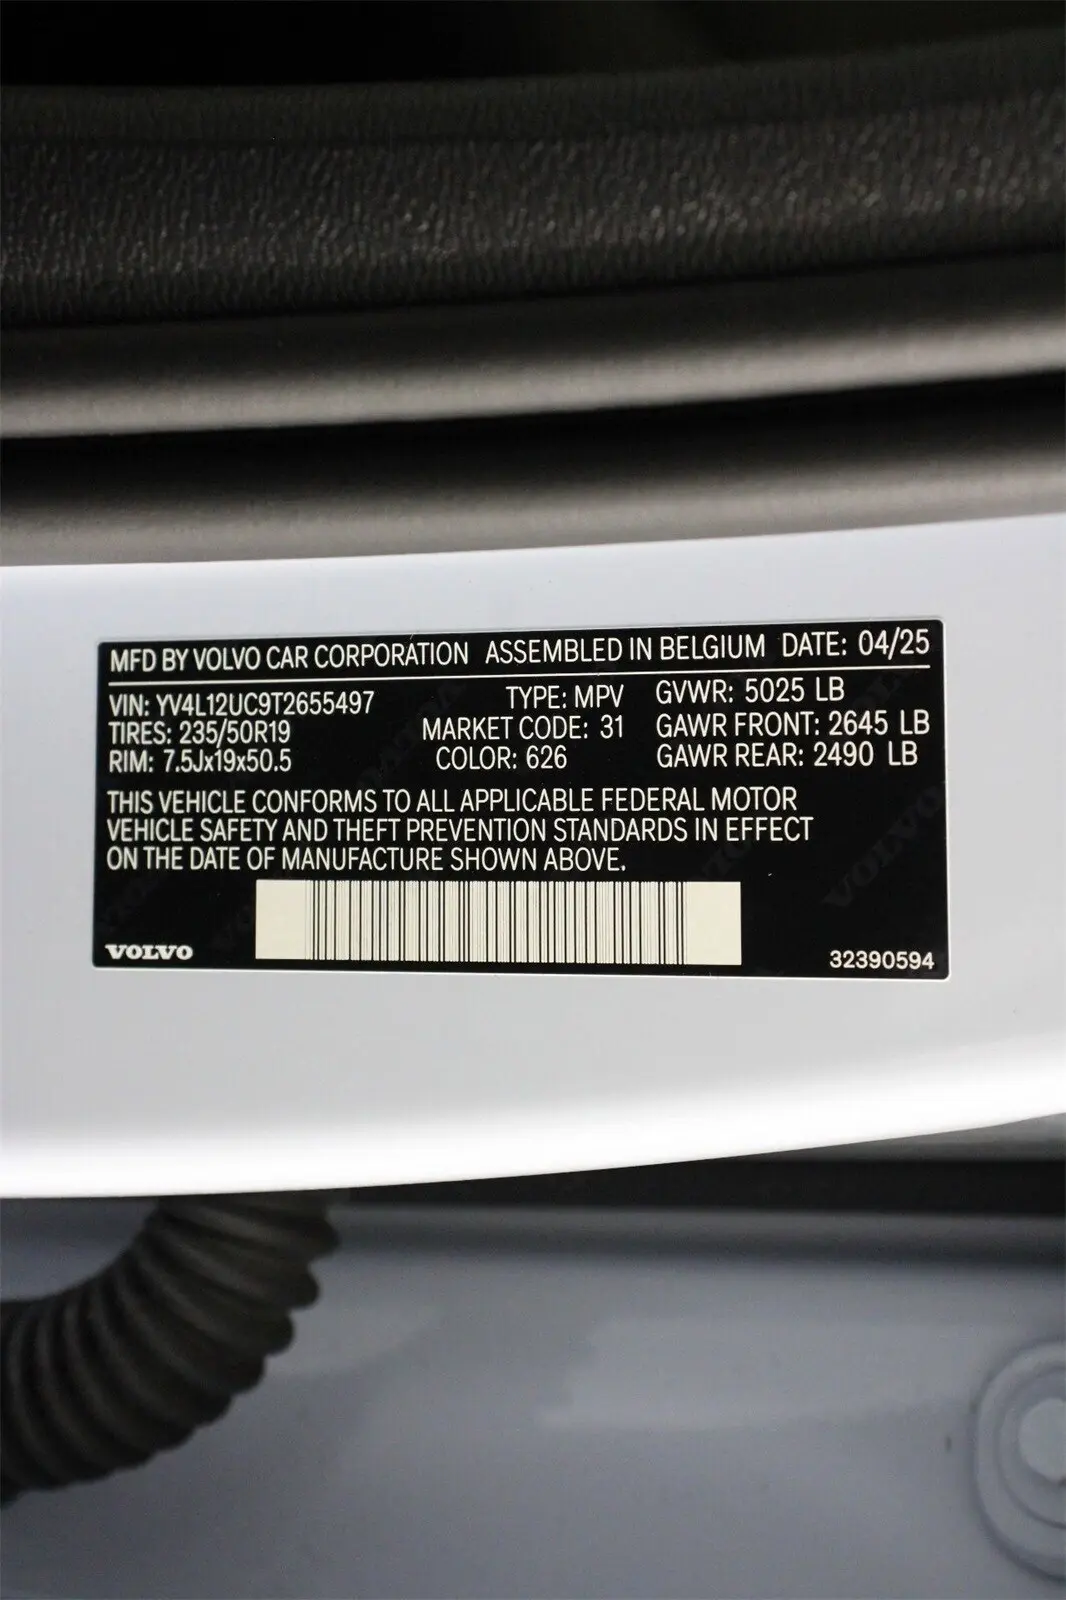 MFD BY VOLVO CAR CORPORATION ASSEMBLED IN BELGIUM DATE: 04/25
VIN: YV4L12UC9T2655497 TYPE: MPV GVWR: 5025 LB
TIRES: 235/50R19 MARKET CODE: 31 GAWR FRONT: 2645 LB
RIM: 7.5Jx19x50.5 COLOR: 626 GAWR REAR: 2490 LB
THIS VEHICLE CONFORMS TO ALL APPLICABLE FEDERAL MOTOR
VEHICLE SAFETY AND THEFT PREVENTION STANDARDS IN EFFECT
ON THE DATE OF MANUFACTURE SHOWN ABOVE.
VOLVO 32390594